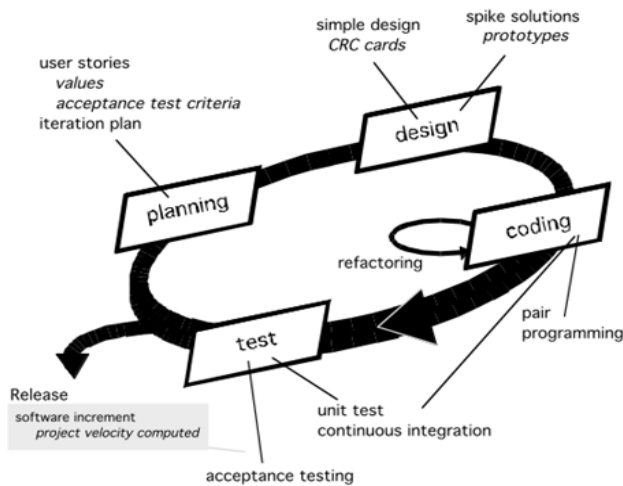 simple design
CRC cards
spike solutions
prototypes
user stories
values
acceptance test criteria
iteration plan
design
planning
coding
refactoring
test
pair
programming
Release
software increment
project velocity computed
unit test
continuous integration
acceptance testing